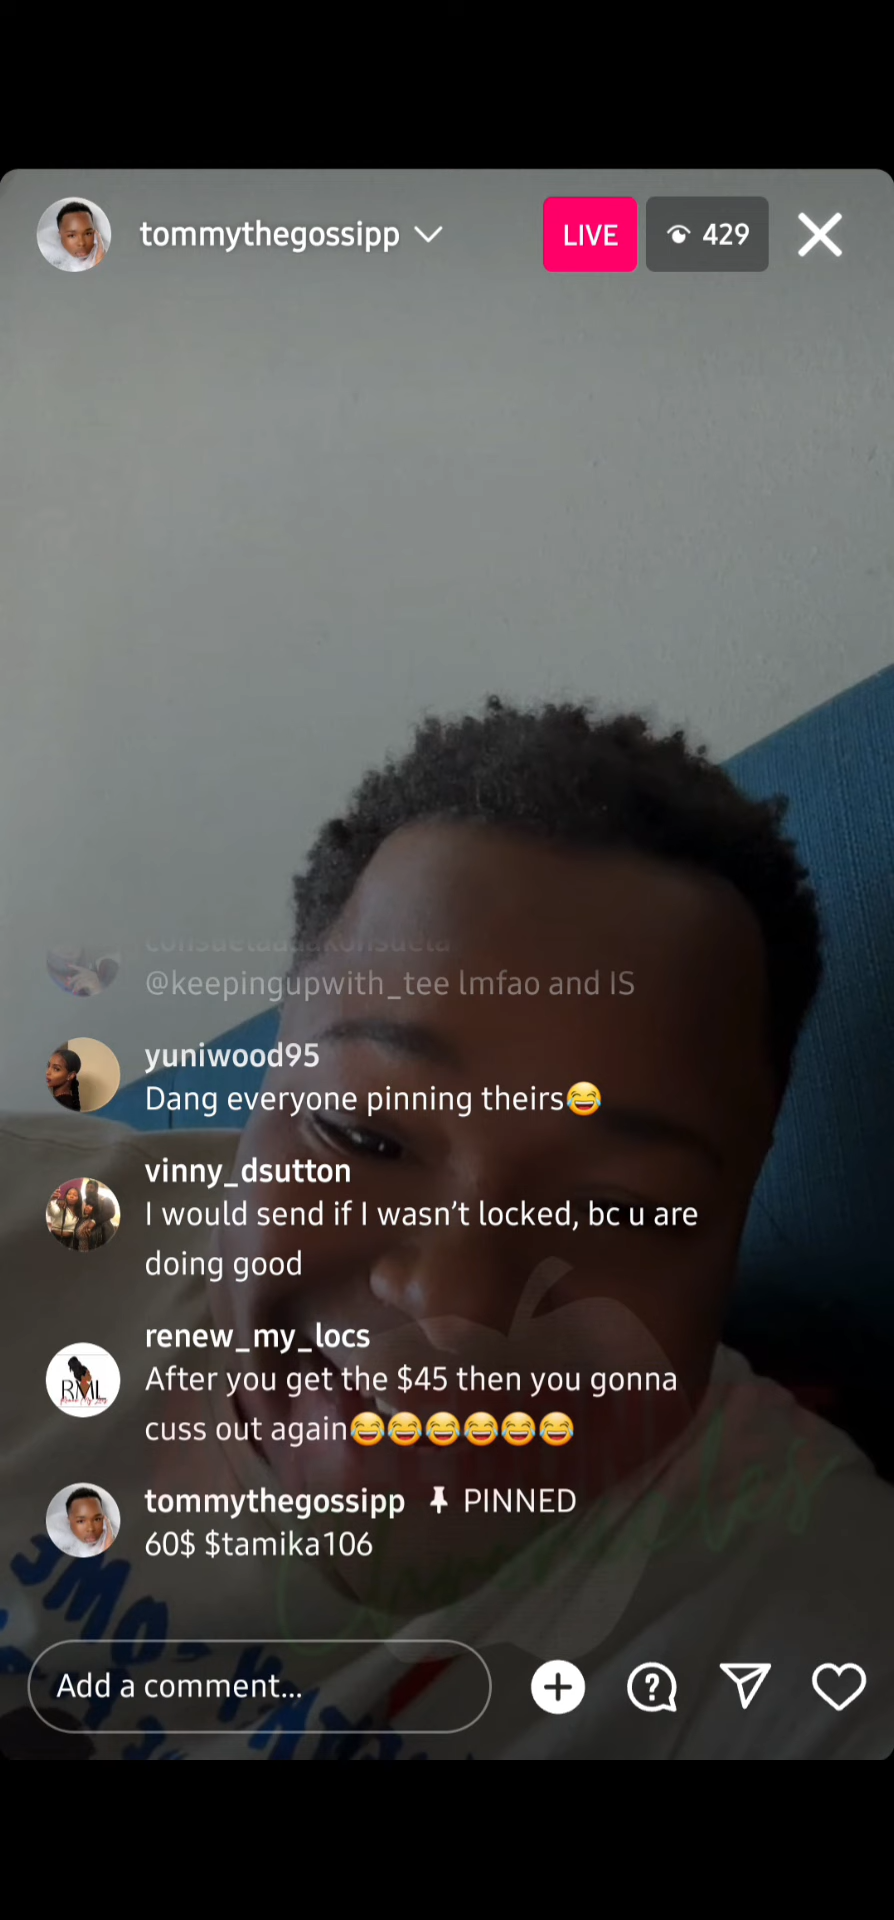 tommythegossipp
LIVE
429
@keepingupwith_tee lmfao and IS
yuniwood95
Dang everyone pinning theirs😂
vinny_dsutton
I would send if I wasn't locked, bc u are
doing good
renew_my_locs
After you get the $45 then you gonna
cuss out again😂😂😂😂😂😂
RML
tommythegossipp PINNED
60$ $tamika106
Add a comment...